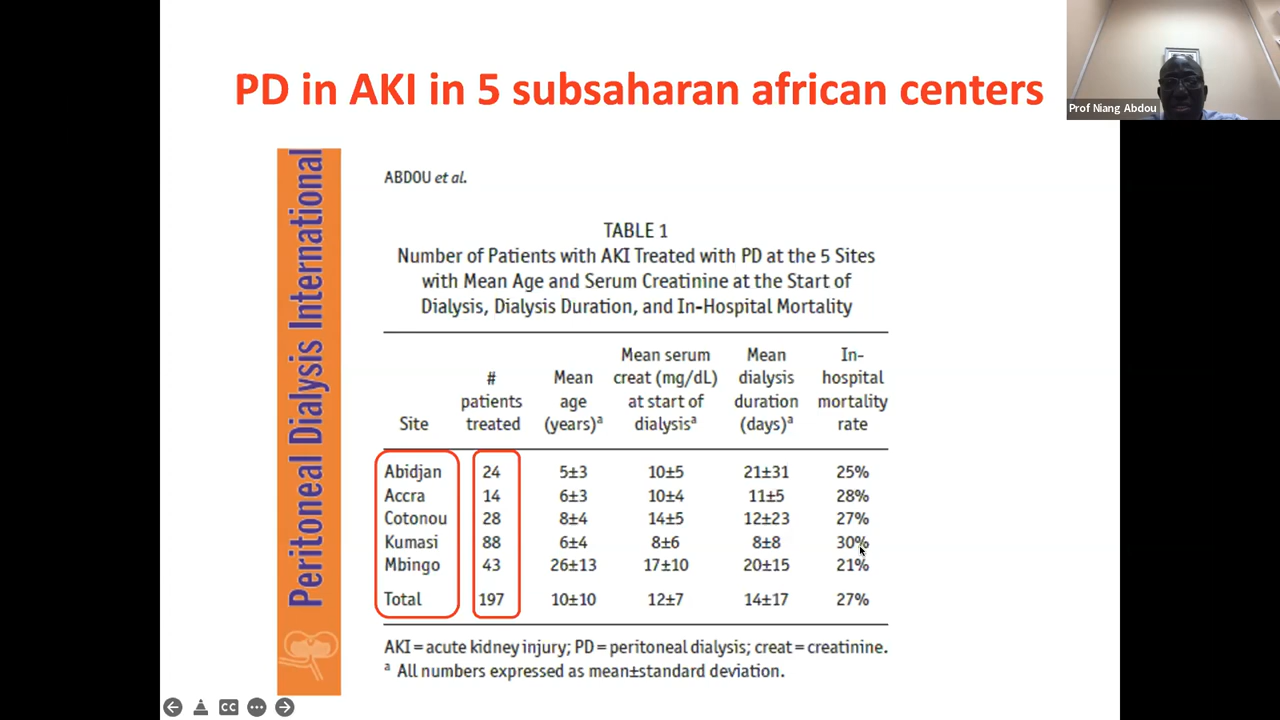 PD in AKI in 5 subsaharan african centers
Prof Niang Abdou
Peritoneal Dialysis International
ABDOU et al.
TABLE 1
Number of Patients with AKI Treated with PD at the 5 Sites
with Mean Age and Serum Creatinine at the Start of
Dialysis, Dialysis Duration, and In-Hospital Mortality
Mean serum Mean In-
# Mean creat (mg/dL) dialysis hospital
patients age at start of duration mortality
Site treated (years)a dialysisa (days)a rate
Abidjan 24 5±3 10±5 21±31 25%
Accra 14 6±3 10±4 11±5 28%
Cotonou 28 8±4 14±5 12±23 27%
Kumasi 88 6±4 8±6 8±8 30%
Mbingo 43 26±13 17±10 20±15 21%
Total 197 10±10 12±7 14±17 27%
AKI = acute kidney injury; PD = peritoneal dialysis; creat = creatinine.
a All numbers expressed as mean±standard deviation.
CC